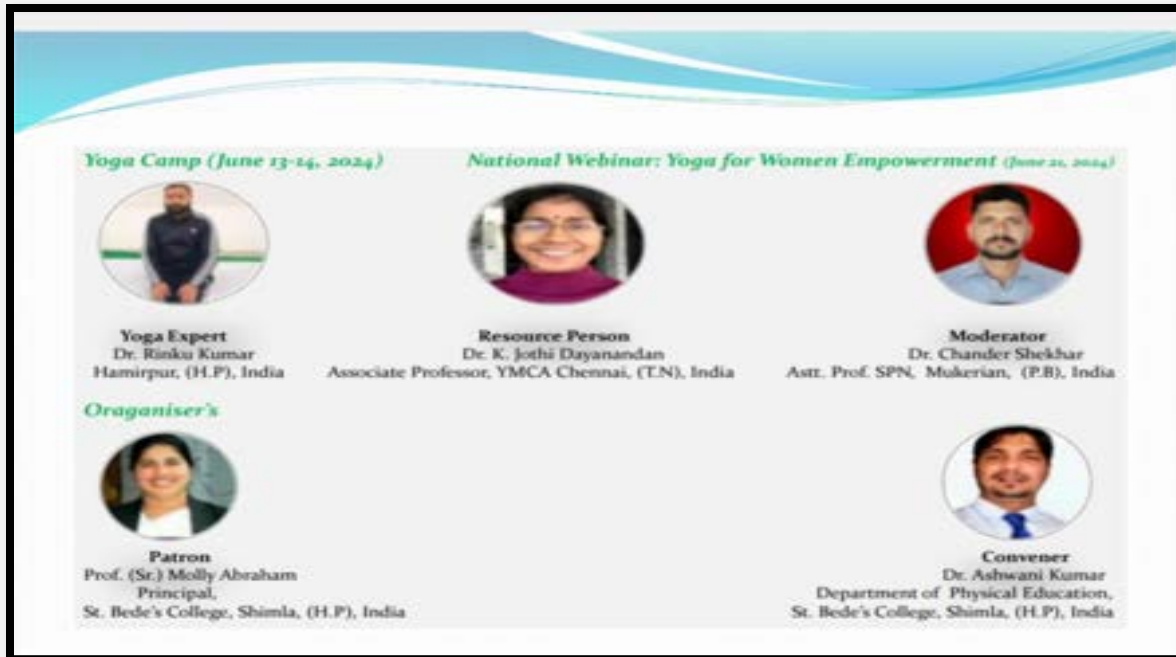 Yoga Camp (June 13-14, 2024)
National Webinar: Yoga for Women Empowerment (June 21, 2024)
Yoga Expert
Dr. Rinku Kumar
Hamirpur, (H.P), India
Resource Person
Dr. K. Jothi Dayanandan
Associate Professor, YMCA Chennai, (T.N), India
Moderator
Dr. Chander Shekhar
Astt. Prof. SPN, Mukerian, (P.B), India
Oraganiser's
Patron
Prof. (Sr.) Molly Abraham
Principal,
St. Bede's College, Shimla, (H.P), India
Convener
Dr. Ashwani Kumar
Department of Physical Education,
St. Bede's College, Shimla, (H.P), India